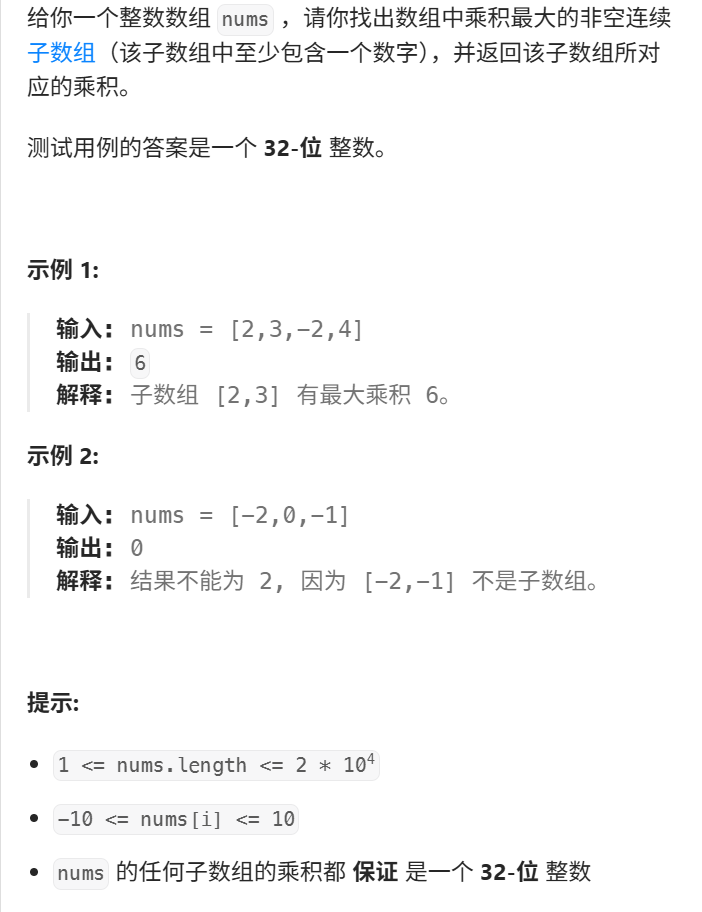 给你一个整数数组 nums ，请你找出数组中乘积最大的非空连续
子数组（该子数组中至少包含一个数字），并返回该子数组所对
应的乘积。
测试用例的答案是一个 32-位 整数。
示例 1:
输入: nums = [2,3,-2,4]
输出: 6
解释: 子数组 [2,3] 有最大乘积 6。
示例 2:
输入: nums = [-2,0,-1]
输出: 0
解释: 结果不能为 2, 因为 [-2,-1] 不是子数组。
提示:
1 <= nums.length <= 2 * 10⁴
-10 <= nums[i] <= 10
nums 的任何子数组的乘积都 保证 是一个 32-位 整数